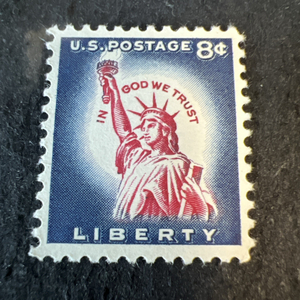 U.S. POSTAGE 8¢
IN GOD WE TRUST
LIBERTY